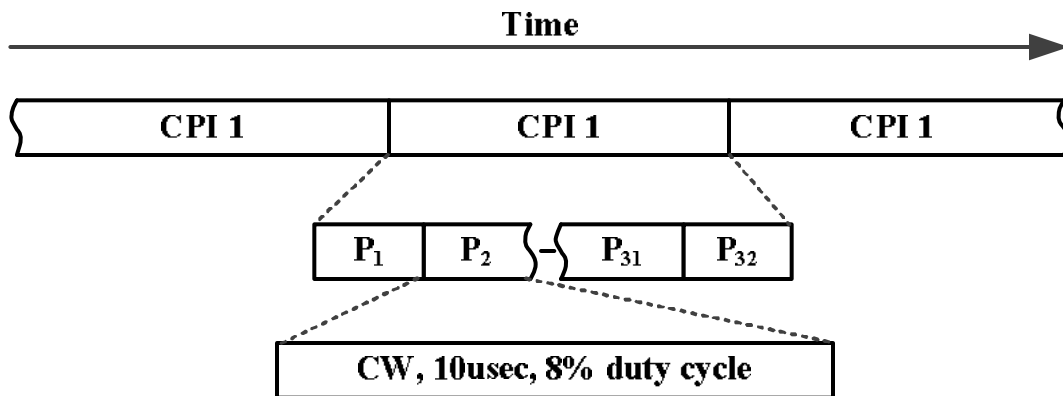 Time
CPI 1 CPI 1 CPI 1
P₁ P₂ – P₃₁ P₃₂
CW, 10usec, 8% duty cycle